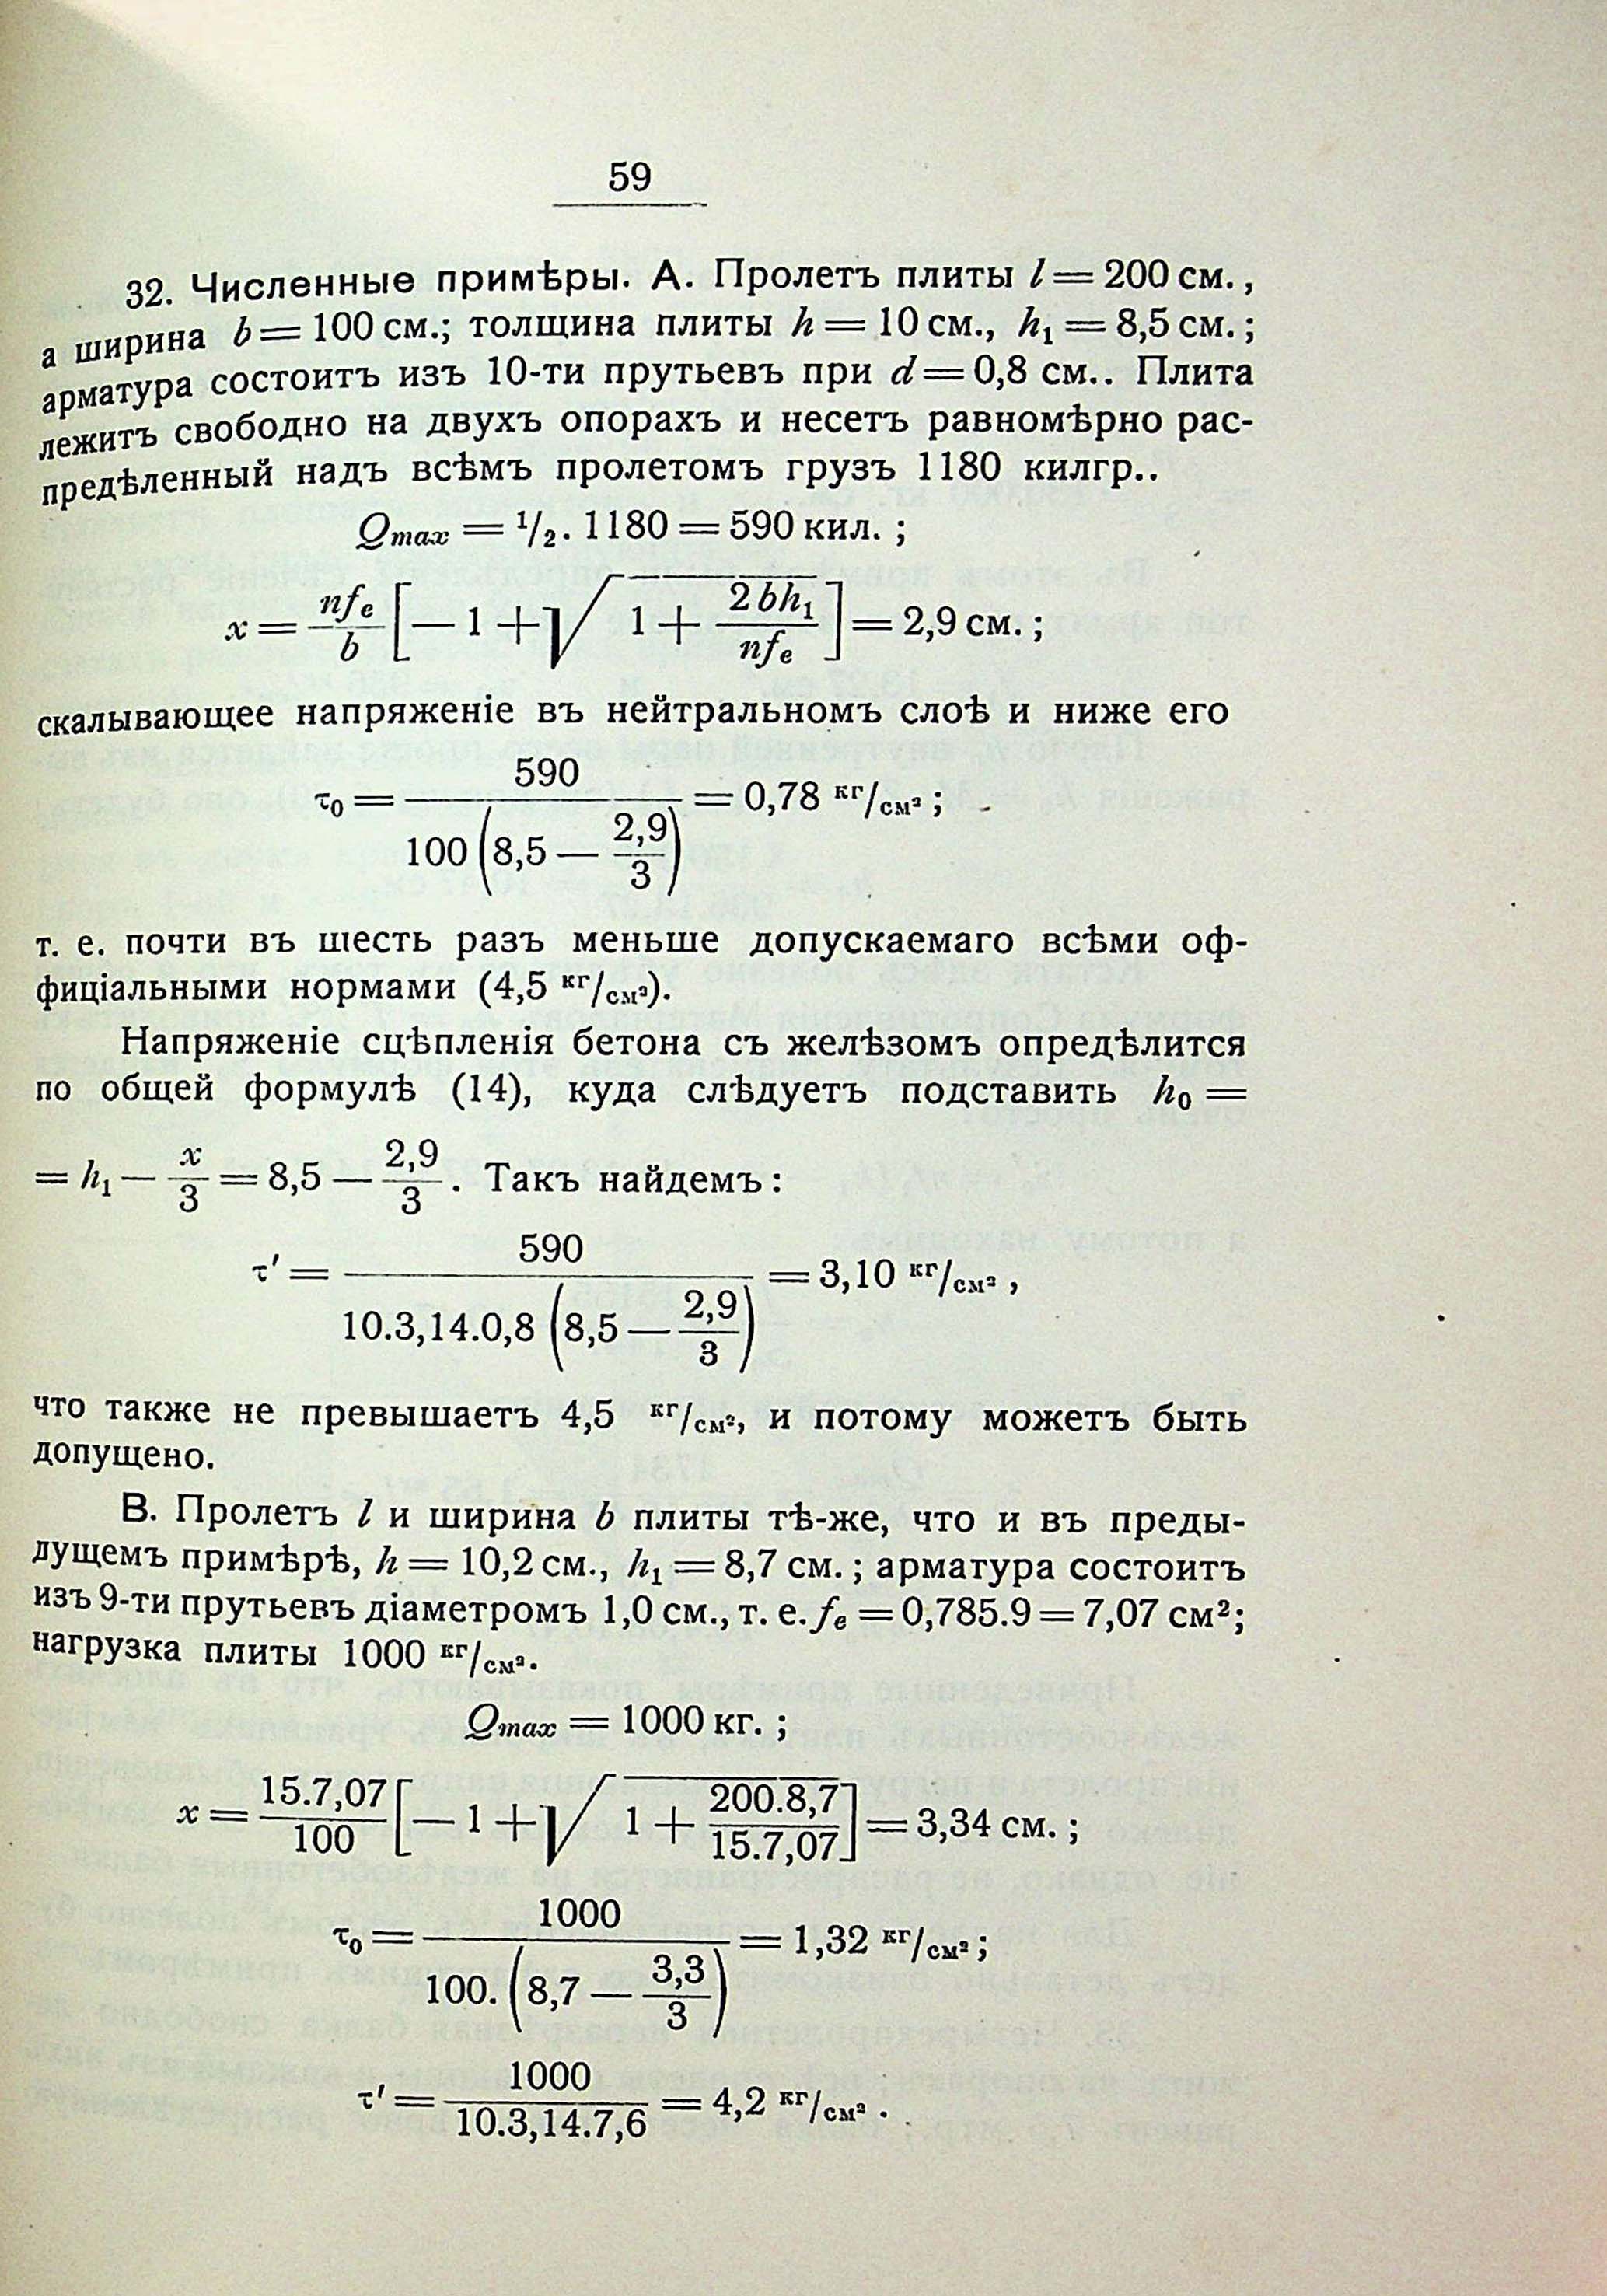 59
32. Численные примѣры. А. Пролетъ плиты l = 200 см.,
а ширина b = 100 см.; толщина плиты h = 10 см., h₁ = 8,5 см.;
арматура состоитъ изъ 10-ти прутьевъ при d = 0,8 см.. Плита
лежитъ свободно на двухъ опорахъ и несетъ равномѣрно рас-
предѣленный надъ всѣмъ пролетомъ грузъ 1180 килгр..
Qmax = ¹/₂. 1180 = 590 кил. ;
x = nfₑ/b [— 1 + √(1 + 2bh₁/nfₑ)] = 2,9 см. ;
скалывающее напряженіе въ нейтральномъ слоѣ и ниже его
τ₀ = 590 / 100 (8,5 — 2,9/3) = 0,78 кг/см² ;
т. е. почти въ шесть разъ меньше допускаемаго всѣми оф-
фиціальными нормами (4,5 кг/см²).
Напряженіе сцѣпленія бетона съ желѣзомъ опредѣлится
по общей формулѣ (14), куда слѣдуетъ подставить h₀ =
= h₁ — x/3 = 8,5 — 2,9/3. Такъ найдемъ:
τ' = 590 / 10.3,14.0,8 (8,5 — 2,9/3) = 3,10 кг/см² ,
что также не превышаетъ 4,5 кг/см², и потому можетъ быть
допущено.
В. Пролетъ l и ширина b плиты тѣ-же, что и въ преды-
дущемъ примѣрѣ, h = 10,2 см., h₁ = 8,7 см. ; арматура состоитъ
изъ 9-ти прутьевъ діаметромъ 1,0 см., т. е. fₑ = 0,785.9 = 7,07 см²;
нагрузка плиты 1000 кг/см².
Qmax = 1000 кг. ;
x = 15.7,07/100 [— 1 + √(1 + 200.8,7/15.7,07)] = 3,34 см. ;
τ₀ = 1000 / 100. (8,7 — 3,3/3) = 1,32 кг/см² ;
τ' = 1000 / 10.3,14.7,6 = 4,2 кг/см² .